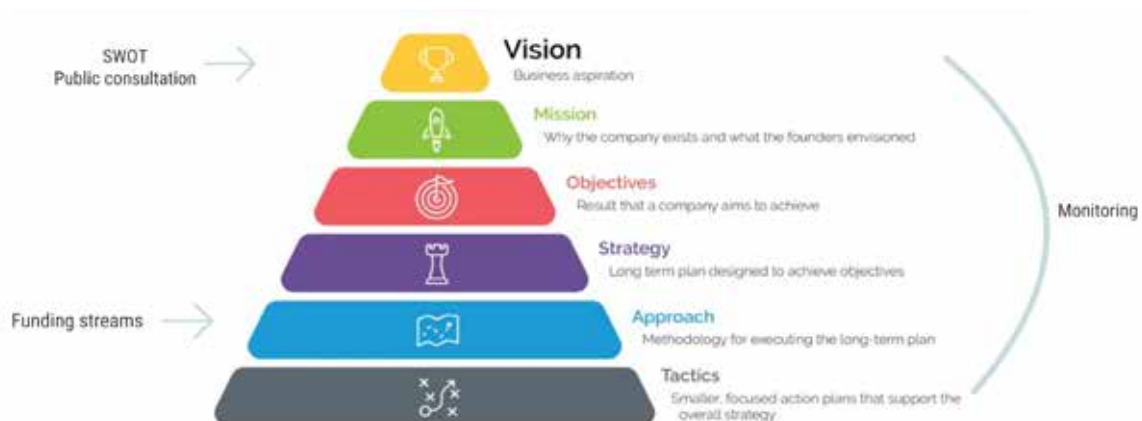 SWOT
Public consultation
Vision
Business aspiration
Mission
Why the company exists and what the founders envisioned
Objectives
Result that a company aims to achieve
Monitoring
Strategy
Long term plan designed to achieve objectives
Funding streams
Approach
Methodology for executing the long-term plan
Tactics
Smaller, focused action plans that support the
overall strategy